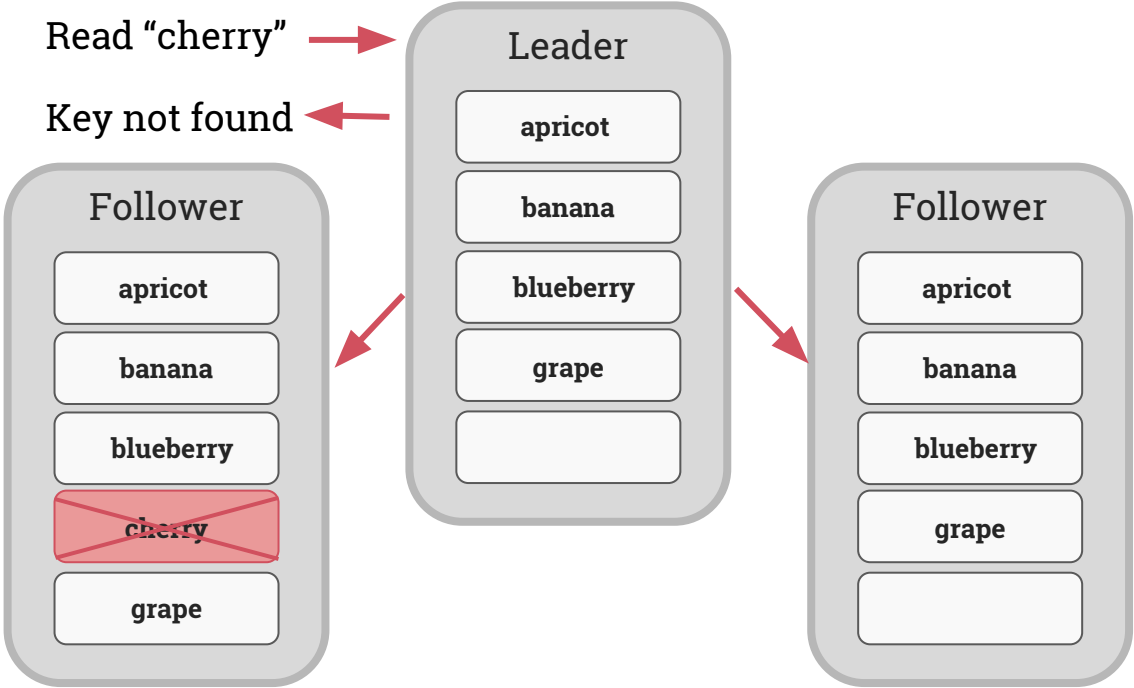 Read “cherry”
Key not found
Leader
apricot
banana
blueberry
grape
Follower
apricot
banana
blueberry
cherry
grape
Follower
apricot
banana
blueberry
grape